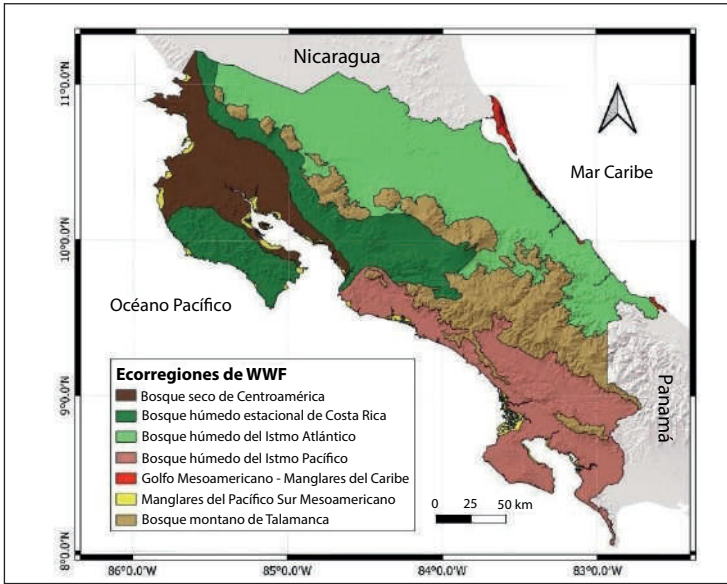 Nicaragua
11°0.0'N
Mar Caribe
10°0.0'N
Océano Pacífico
Ecorregiones de WWF
Bosque seco de Centroamérica
Bosque húmedo estacional de Costa Rica
Bosque húmedo del Istmo Atlántico
Bosque húmedo del Istmo Pacífico
Golfo Mesoamericano - Manglares del Caribe
Manglares del Pacífico Sur Mesoamericano
Bosque montano de Talamanca
9°0.0'N
Panamá
0 25 50 km
8°0.0'N
86°0.0'W 85°0.0'W 84°0.0'W 83°0.0'W